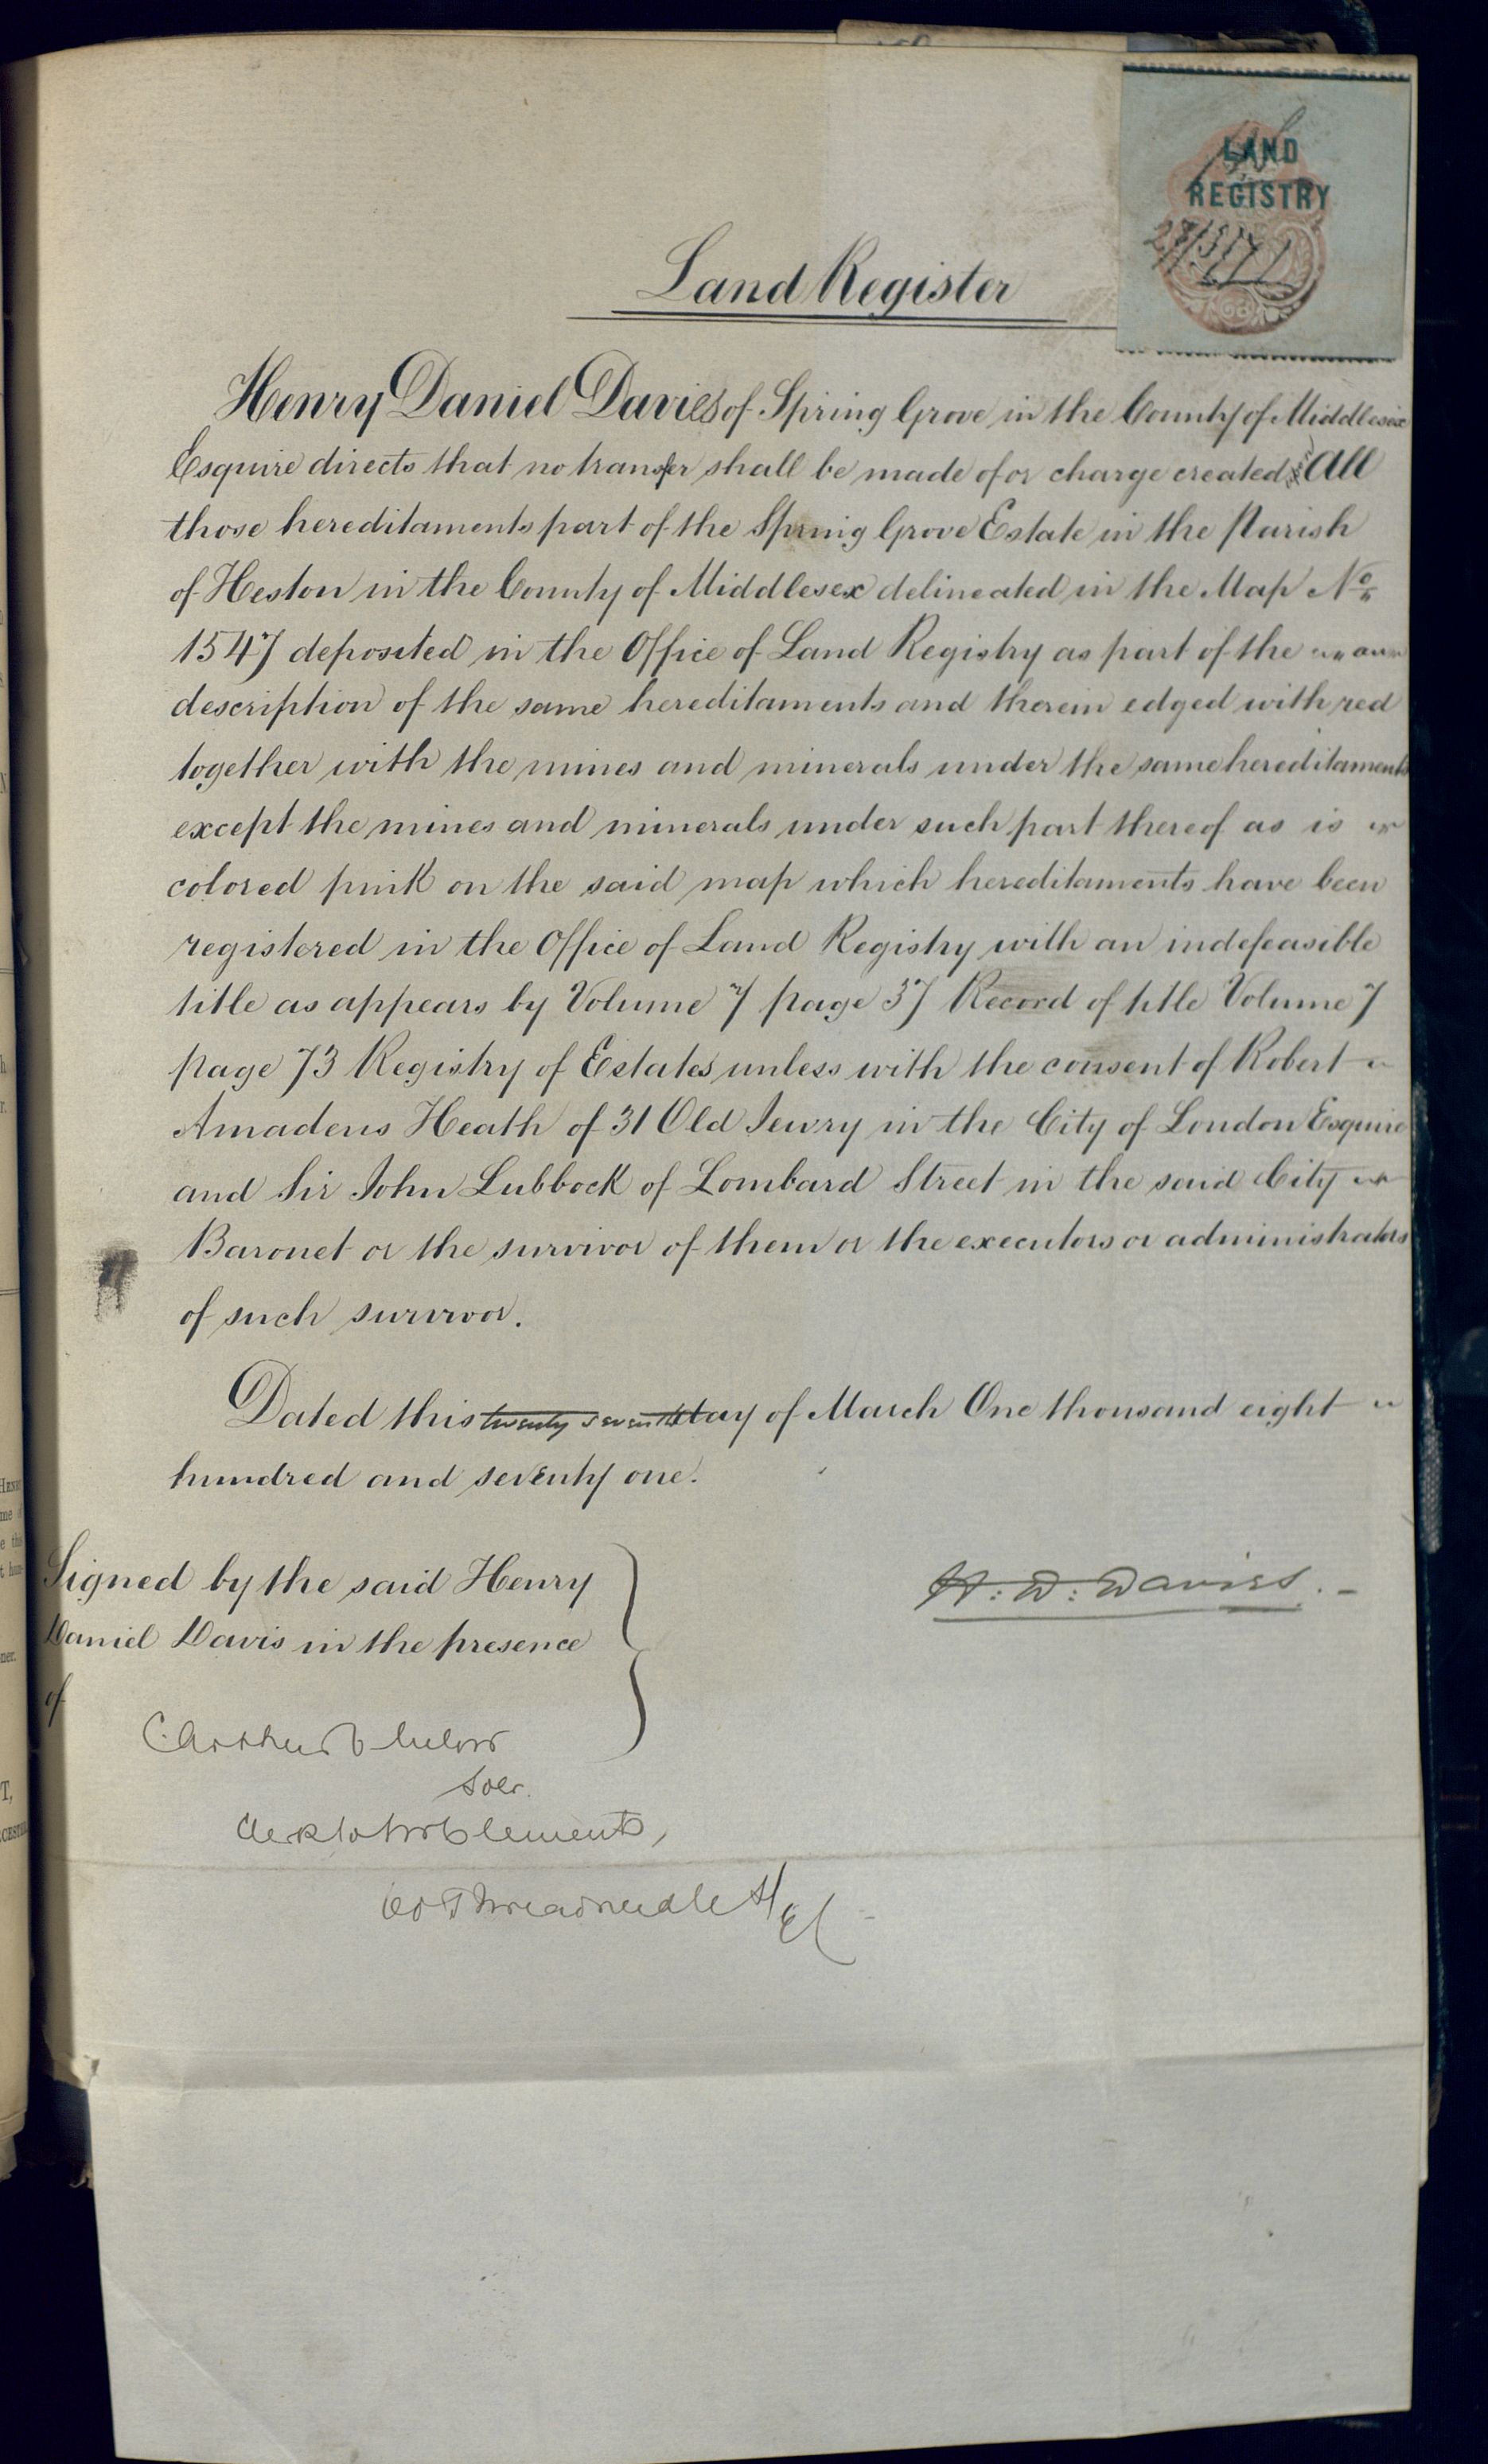 LAND
REGISTRY
Land Register
Henry Daniel Davies of Spring Grove in the County of Middlesex
Esquire directs that no transfer shall be made of or charge created upon All
those hereditaments part of the Spring Grove Estate in the Parish
of Heston in the County of Middlesex delineated in the Map No.
1547 deposited in the Office of Land Registry as part of the
description of the same hereditaments and therein edged with red
together with the mines and minerals under the same hereditaments
except the mines and minerals under such part thereof as is
colored pink on the said map which hereditaments have been
registered in the Office of Land Registry with an indefeasible
title as appears by Volume 7 page 37 Record of title Volume 7
page 73 Registry of Estates unless with the consent of Robert
Amadeus Heath of 31 Old Jewry in the City of London Esquire
and Sir John Lubbock of Lombard Street in the said City
Baronet or the survivor of them or the executors or administrators
of such survivor.
Dated this twenty seventh day of March One thousand eight
hundred and seventy one.
Signed by the said Henry
Daniel Davis in the presence
of
H. D. Davies.
C. Arthur
Solr.
Clerk to Mr Clements,
Threadneedle St
EC